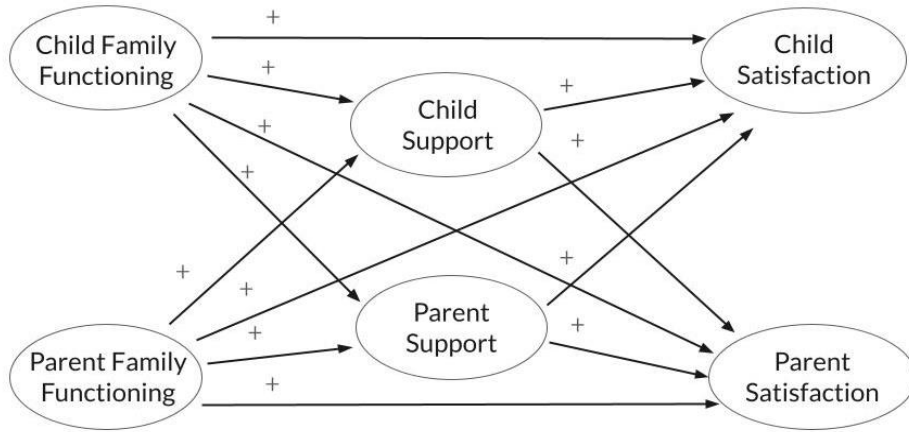 +
Child Family
Functioning
Child
Satisfaction
+
+
Child
Support
+
+
+
+
+
+
Parent
Support
+
+
Parent Family
Functioning
Parent
Satisfaction
+